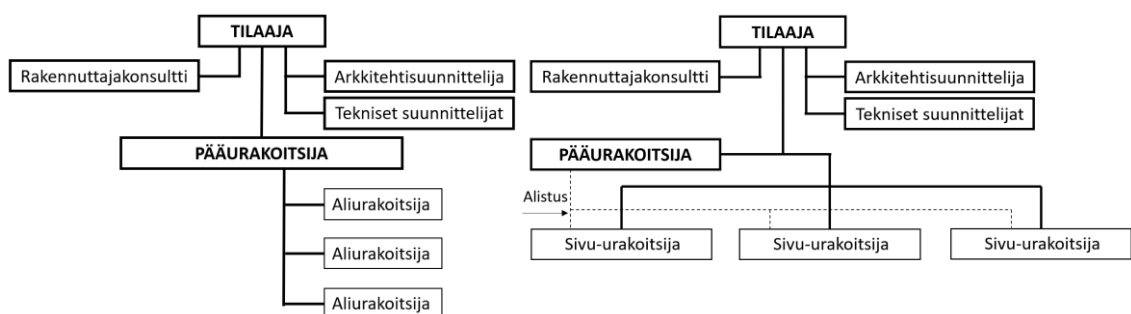 TILAAJA
Rakennuttajakonsultti
Arkkitehtisuunnittelija
Tekniset suunnittelijat
PÄÄURAKOITSIJA
Aliurakoitsija
Aliurakoitsija
Aliurakoitsija
TILAAJA
Rakennuttajakonsultti
Arkkitehtisuunnittelija
Tekniset suunnittelijat
PÄÄURAKOITSIJA
Alistus
Sivu-urakoitsija
Sivu-urakoitsija
Sivu-urakoitsija